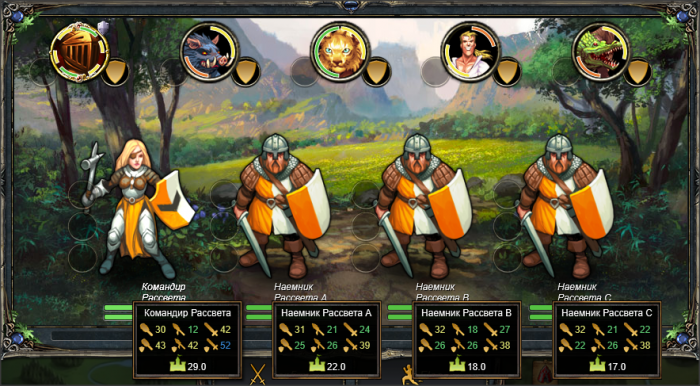 Командир
Рассвета
Наемник
Рассвета А
Наемник
Рассвета В
Наемник
Рассвета С
Командир Рассвета
30 12 42
43 42 52
29.0
Наемник Рассвета А
31 21 24
25 26 39
22.0
Наемник Рассвета В
32 18 27
26 26 38
18.0
Наемник Рассвета С
32 21 22
22 26 38
17.0